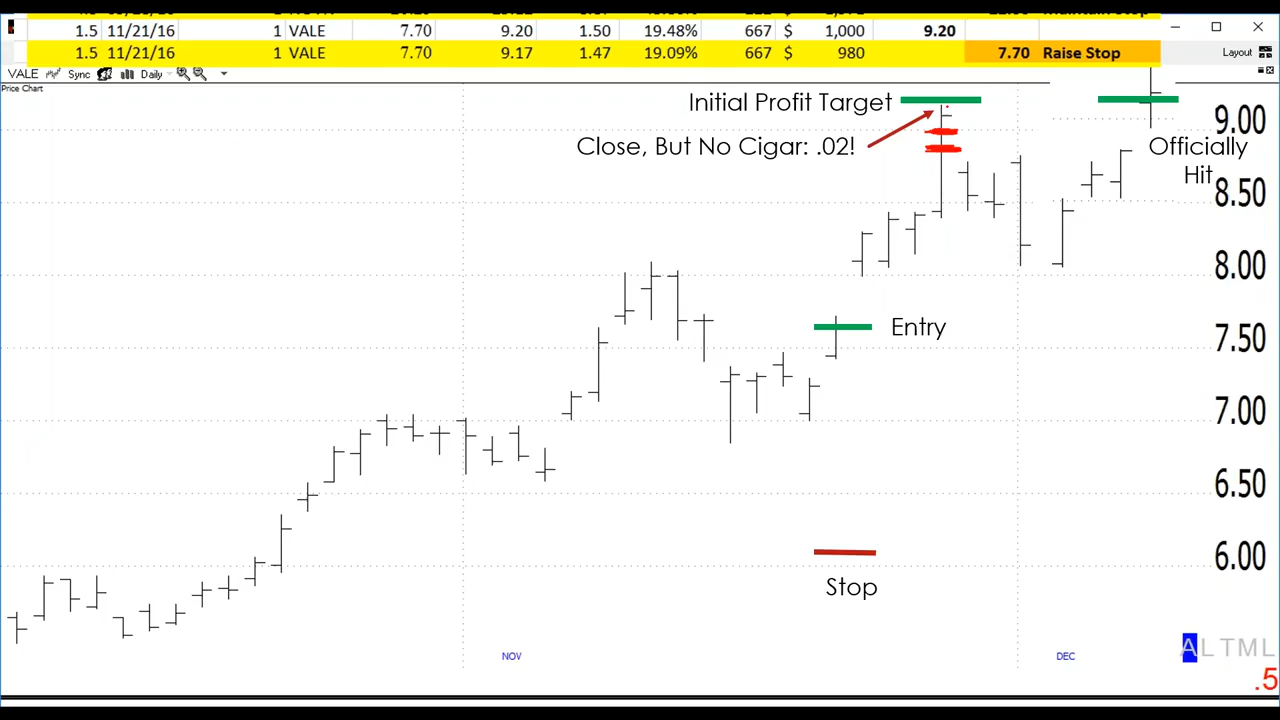 1.5 11/21/16 1 VALE 7.70 9.20 1.50 19.48% 667 $ 1,000 9.20
1.5 11/21/16 1 VALE 7.70 9.17 1.47 19.09% 667 $ 980 7.70 Raise Stop
Layout
VALE Sync Daily
Price Chart
Initial Profit Target
Close, But No Cigar: .02!
Officially
Hit
Entry
Stop
9.00
8.50
8.00
7.50
7.00
6.50
6.00
NOV
DEC
ALTML
.5